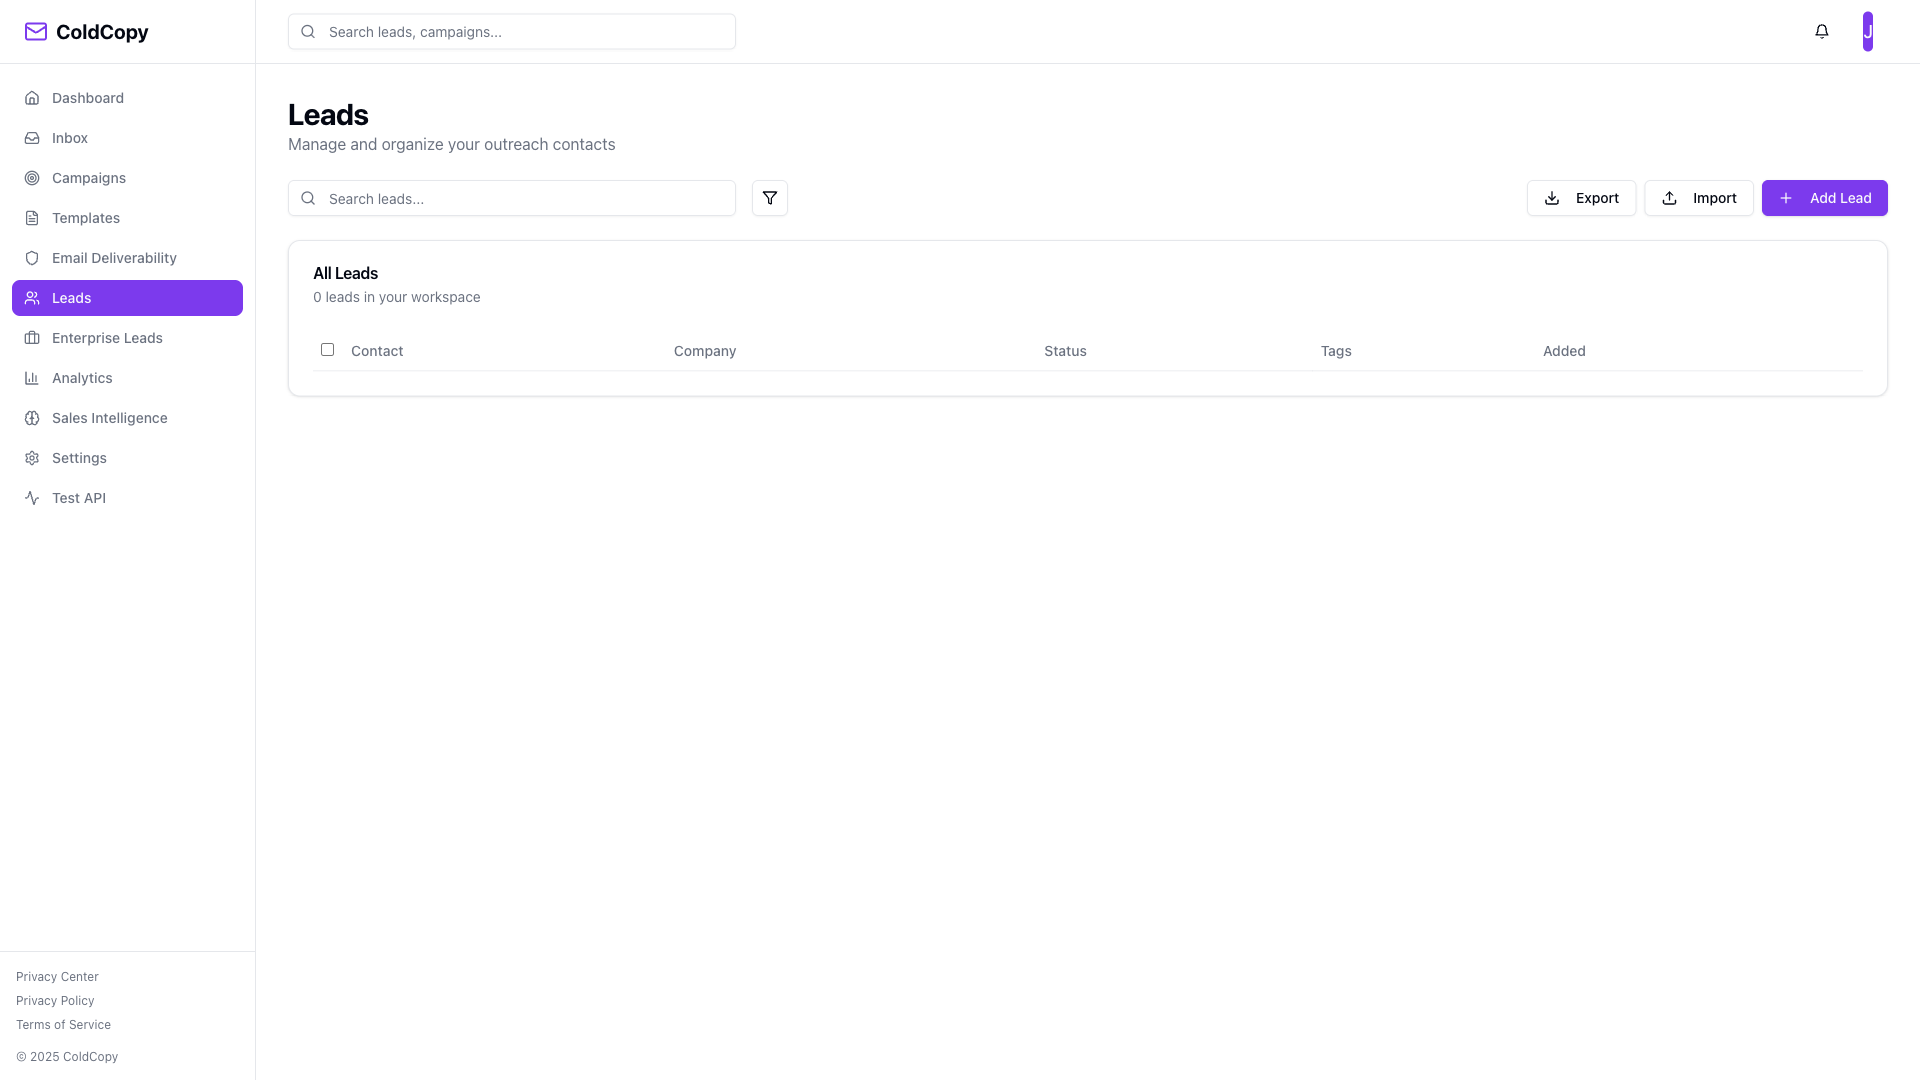 ColdCopy
Search leads, campaigns...
J
Dashboard
Inbox
Campaigns
Templates
Email Deliverability
Leads
Enterprise Leads
Analytics
Sales Intelligence
Settings
Test API
Privacy Center
Privacy Policy
Terms of Service
© 2025 ColdCopy
Leads
Manage and organize your outreach contacts
Search leads...
Export
Import
Add Lead
All Leads
0 leads in your workspace
Contact Company Status Tags Added